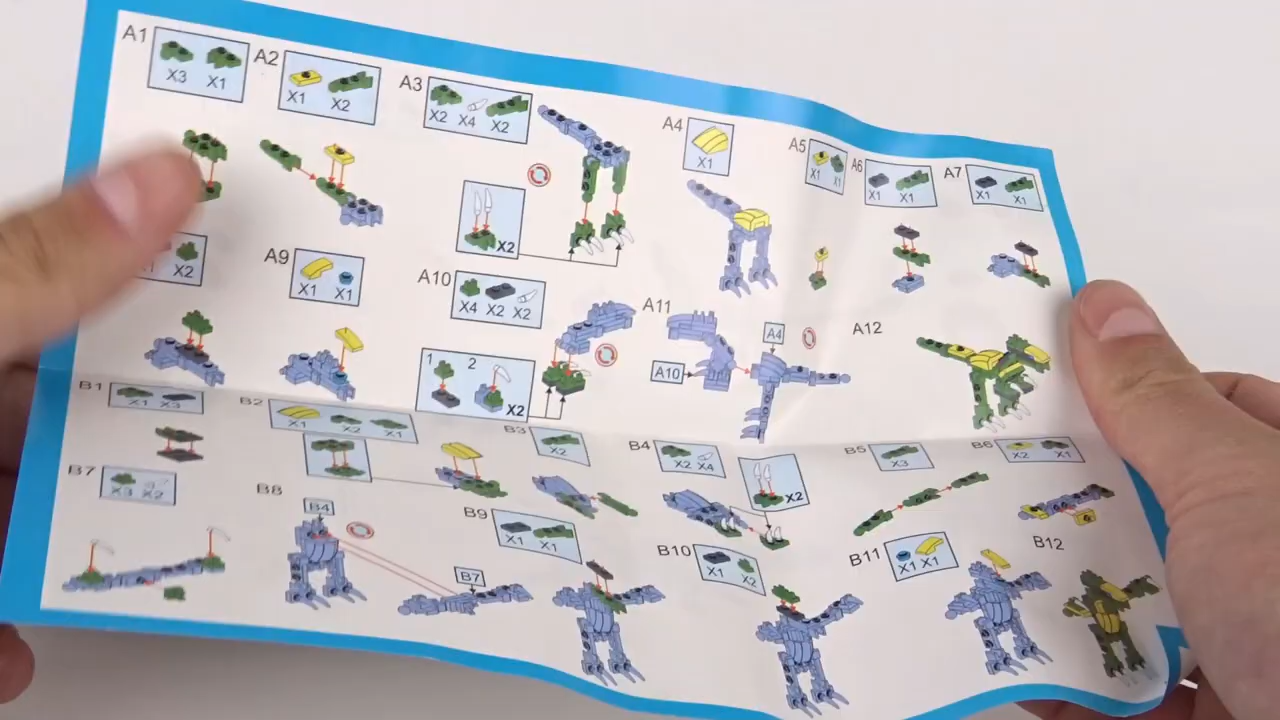 A1
X3 X1
A2
X1 X2
A3
X2 X4 X2
X2
A4
X1
A5
X1 X1
A6
X1 X1
A7
X1 X1
X2
A9
X1 X1
A10
X4 X2 X2
1 2
X2
A11
A4
A10
A12
B1
X1 X3
B2
X1 X2 X1
B3
X2
B4
X2 X4
X2
B5
X3
B6
X2 X1
B7
X3 X2
B8
B4
B7
B9
X1 X1
B10
X1 X2
B11
X1 X1
B12